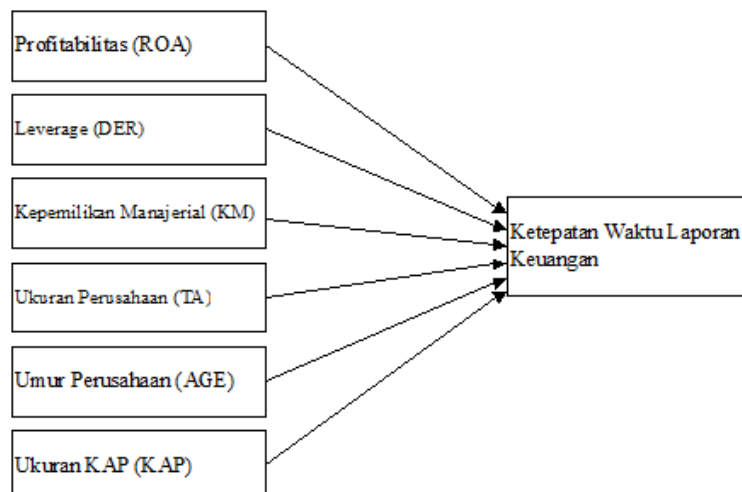 Profitabilitas (ROA)
Leverage (DER)
Kepemilikan Manajerial (KM)
Ukuran Perusahaan (TA)
Umur Perusahaan (AGE)
Ukuran KAP (KAP)
Ketepatan Waktu Laporan
Keuangan